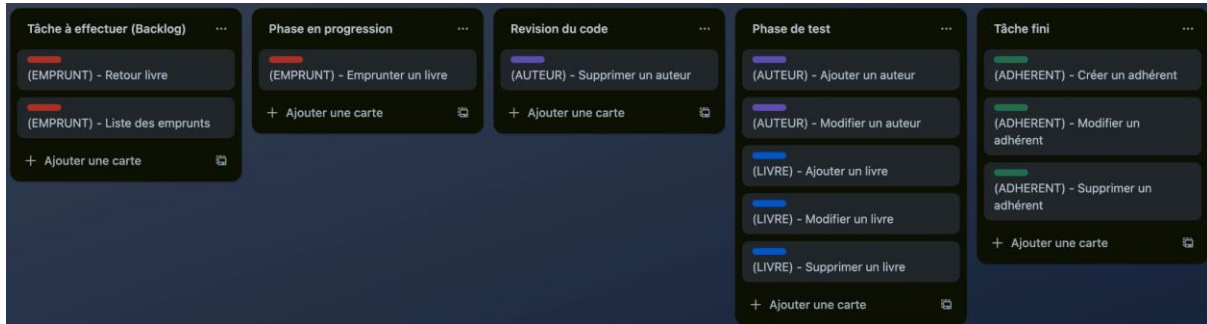 Tâche à effectuer (Backlog)
(EMPRUNT) - Retour livre
(EMPRUNT) - Liste des emprunts
+ Ajouter une carte
Phase en progression
(EMPRUNT) - Emprunter un livre
+ Ajouter une carte
Revision du code
(AUTEUR) - Supprimer un auteur
+ Ajouter une carte
Phase de test
(AUTEUR) - Ajouter un auteur
(AUTEUR) - Modifier un auteur
(LIVRE) - Ajouter un livre
(LIVRE) - Modifier un livre
(LIVRE) - Supprimer un livre
+ Ajouter une carte
Tâche fini
(ADHERENT) - Créer un adhérent
(ADHERENT) - Modifier un
adhérent
(ADHERENT) - Supprimer un
adhérent
+ Ajouter une carte